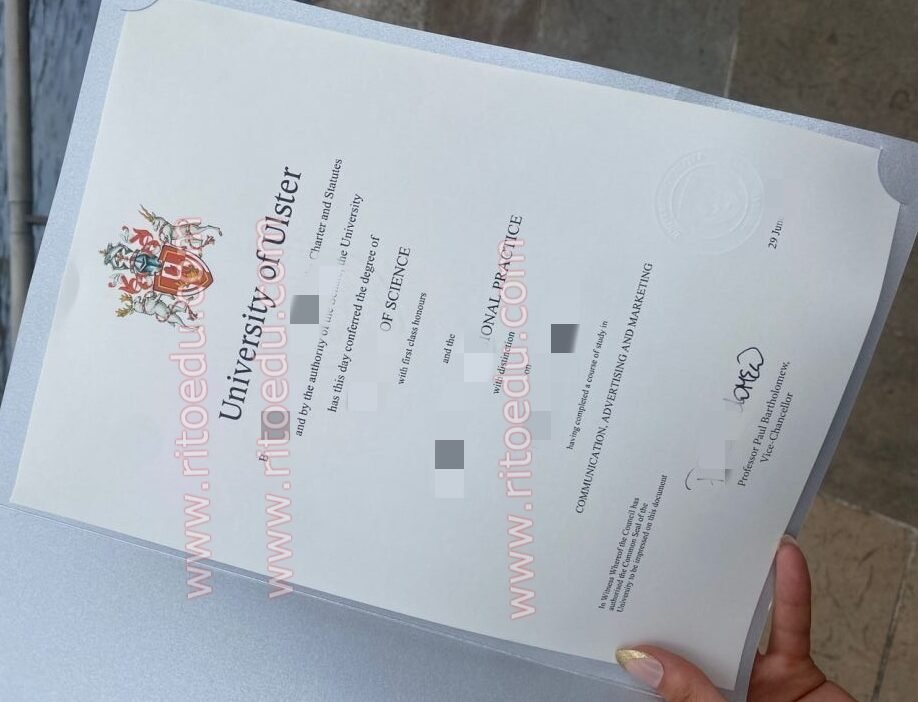 University of Ulster
Charter and Statutes
and by the authority of the the University
has this day conferred the degree of
OF SCIENCE
with first class honours
and the
IONAL PRACTICE
with distinction
on
having completed a course of study in
COMMUNICATION, ADVERTISING AND MARKETING
In Witness Whereof the Council has
authorised the Common Seal of the
University to be impressed on this document
Professor Paul Bartholomew,
Vice-Chancellor
29 Jun
www.ritoedu.com
www.ritoedu.com
www.ritoedu.com